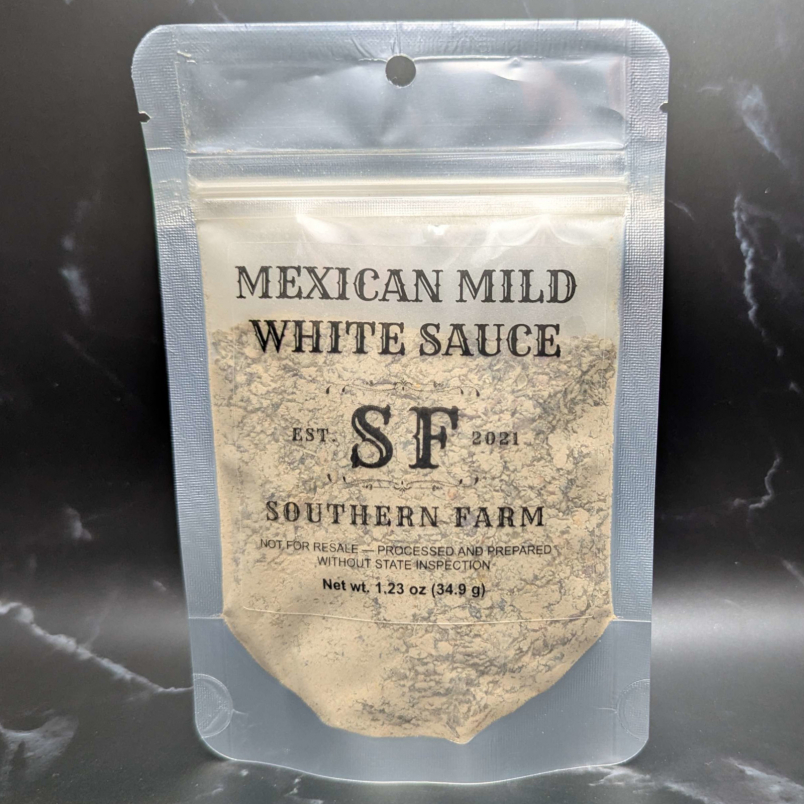 MEXICAN MILD
WHITE SAUCE
EST. SF 2021
SOUTHERN FARM
NOT FOR RESALE — PROCESSED AND PREPARED
WITHOUT STATE INSPECTION
Net wt. 1.23 oz (34.9 g)